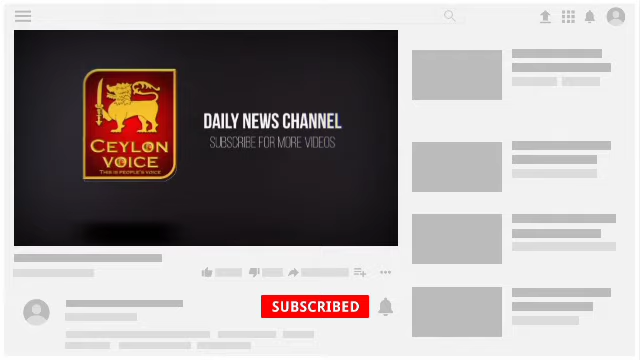 CEYLON
VOICE
THIS IS PEOPLE'S VOICE
DAILY NEWS CHANNEL
SUBSCRIBE FOR MORE VIDEOS
SUBSCRIBED